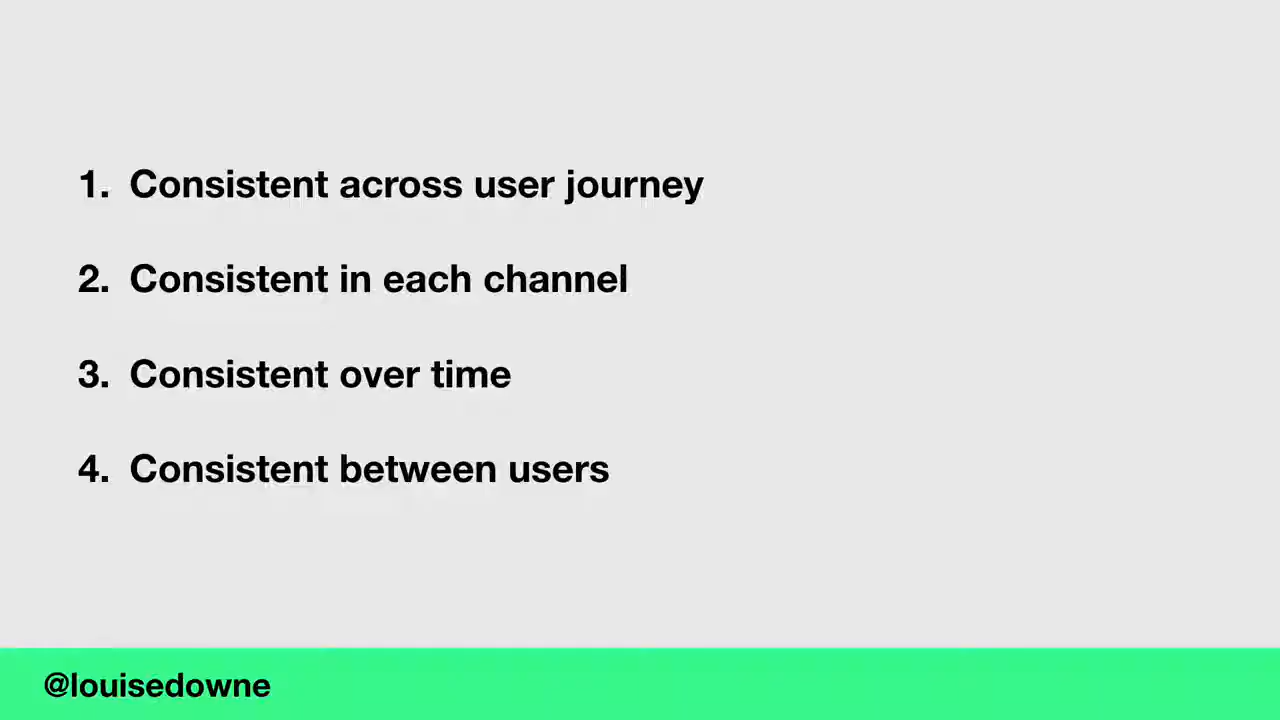 1. Consistent across user journey
2. Consistent in each channel
3. Consistent over time
4. Consistent between users
@louisedowne